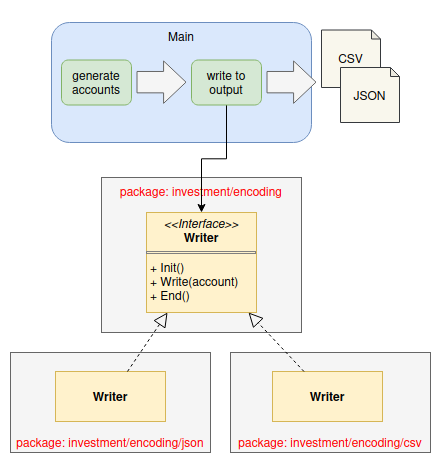 Main
generate
accounts
write to
output
CSV
JSON
package: investment/encoding
<<Interface>>
Writer
+ Init()
+ Write(account)
+ End()
Writer
package: investment/encoding/json
Writer
package: investment/encoding/csv